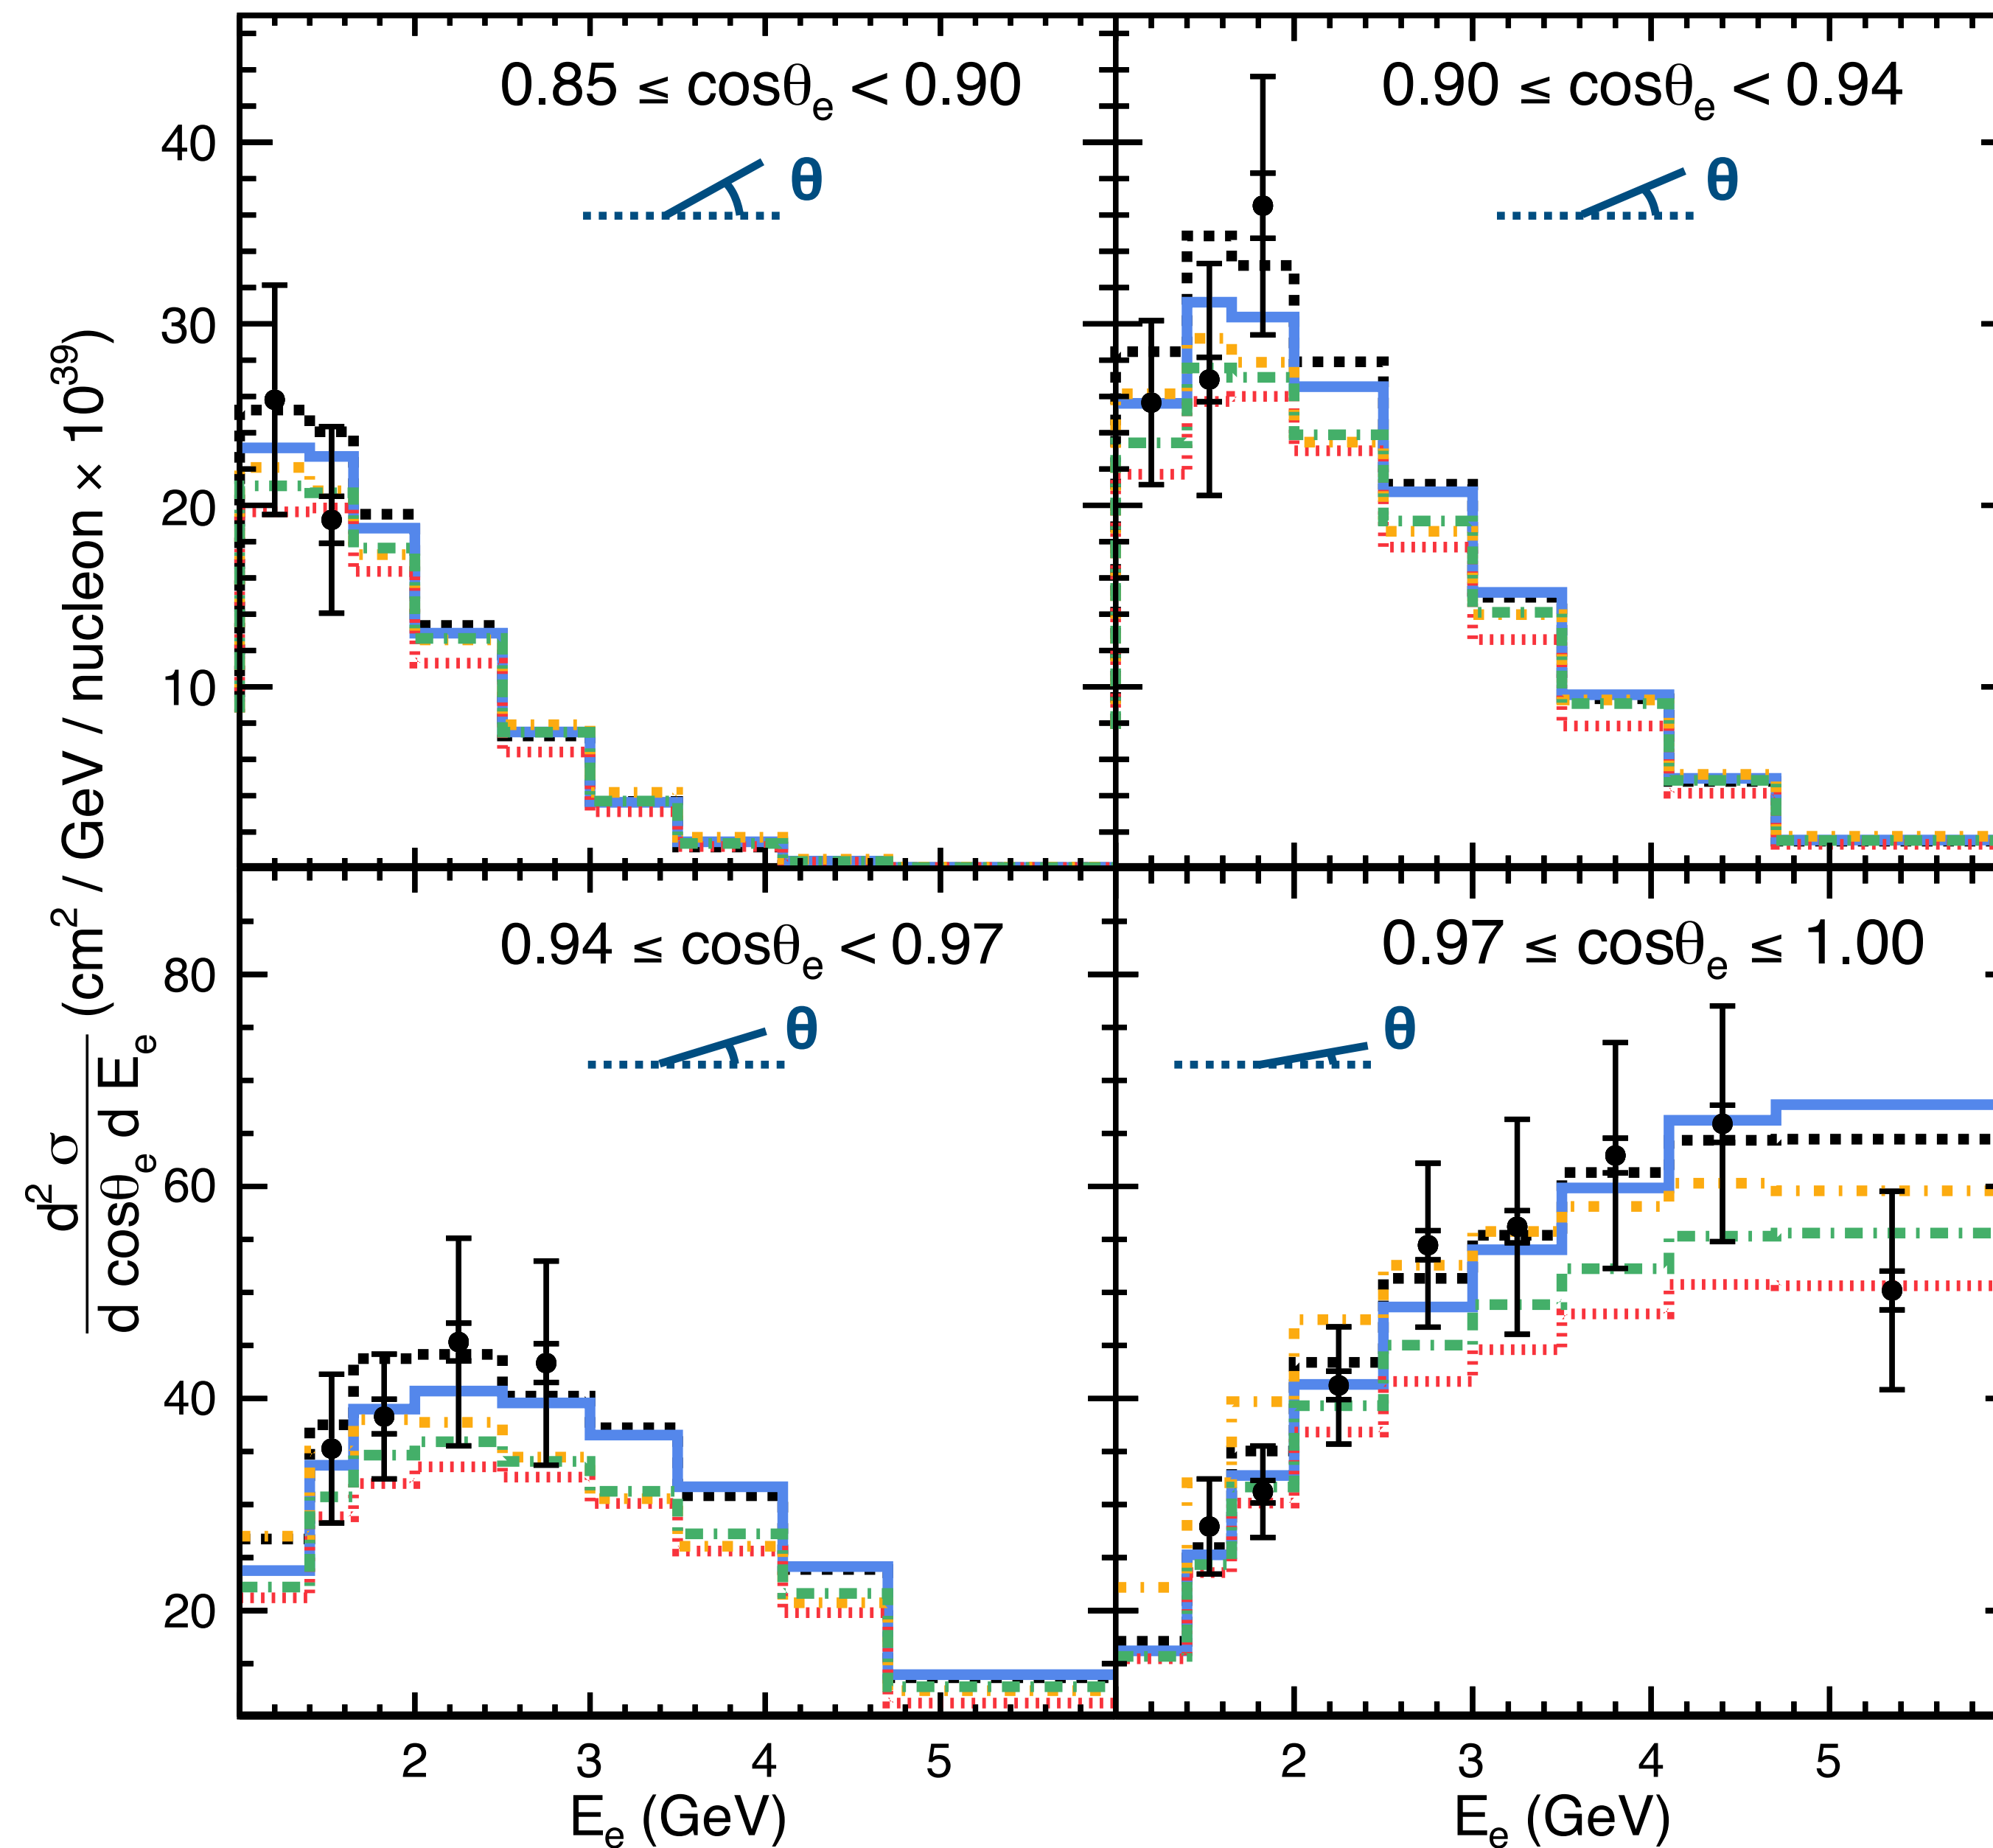 0.85 ≤ cosθe < 0.90
0.90 ≤ cosθe < 0.94
θ
θ
40
30
20
10
0.94 ≤ cosθe < 0.97
0.97 ≤ cosθe ≤ 1.00
θ
θ
80
60
40
20
d² σ
d cosθe d Ee
(cm² / GeV / nucleon × 10³⁹)
2 3 4 5
2 3 4 5
Ee (GeV)
Ee (GeV)